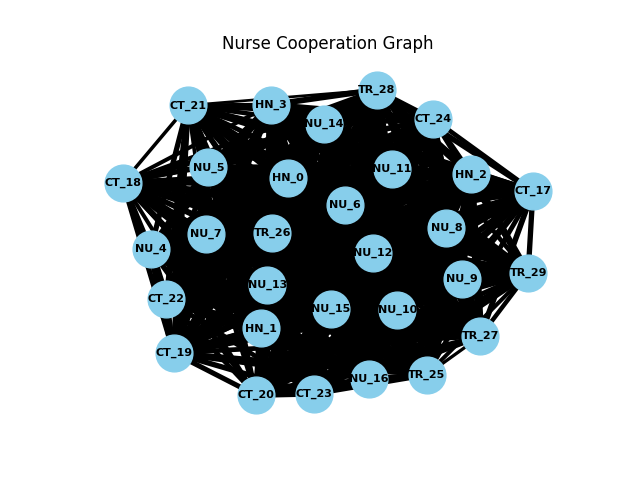 Nurse Cooperation Graph
TR_28
CT_21
HN_3
CT_24
NU_14
NU_5
NU_11
HN_2
HN_0
CT_18
CT_17
NU_6
NU_8
NU_7
TR_26
NU_4
NU_12
TR_29
NU_9
NU_13
CT_22
NU_15
NU_10
HN_1
TR_27
CT_19
TR_25
NU_16
CT_20
CT_23